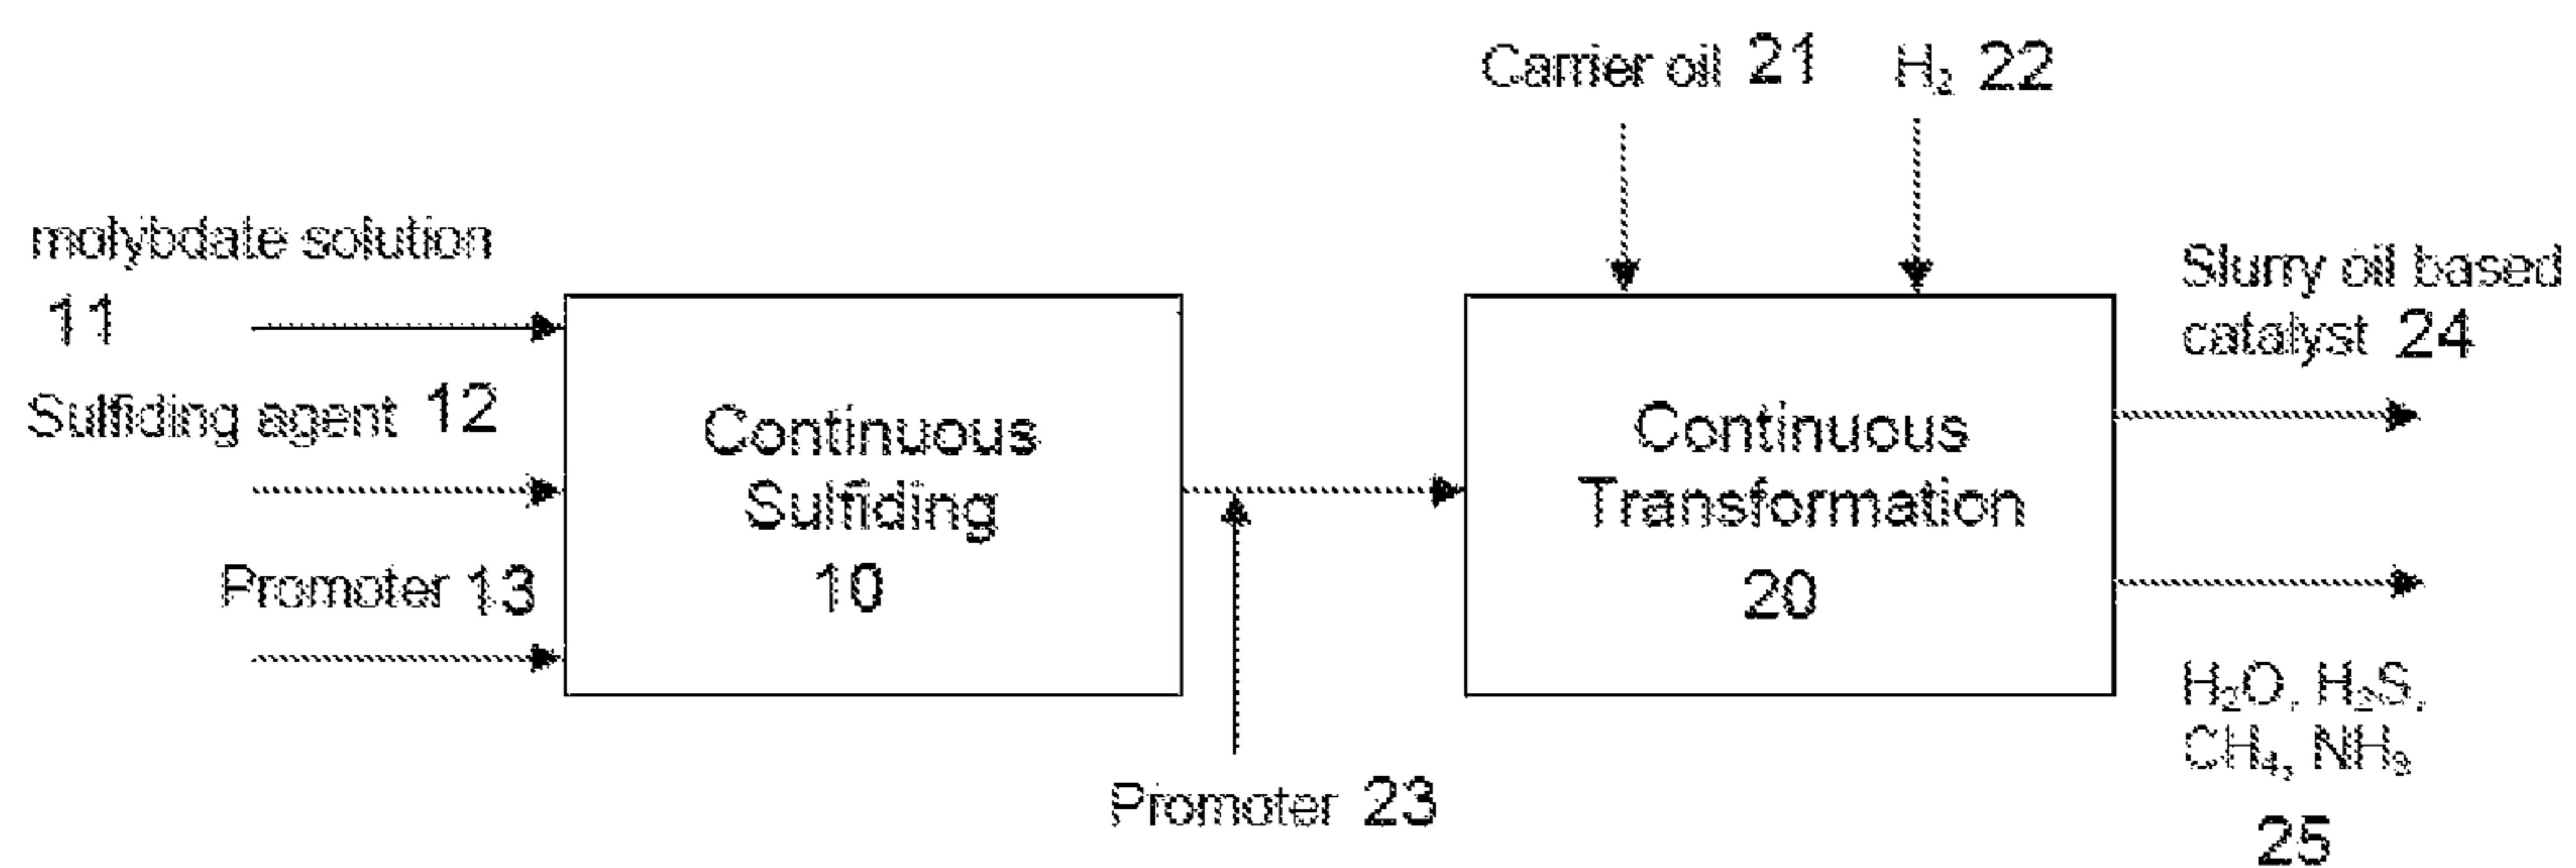 Carrier oil 21
H₂ 22
molybdate solution
11
Sulfiding agent 12
Promoter 13
Continuous
Sulfiding
10
Promoter 23
Continuous
Transformation
20
Slurry oil based
catalyst 24
H₂O, H₂S,
CH₄, NH₃
25